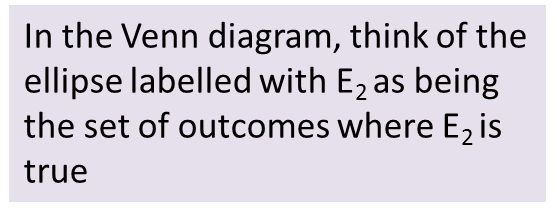 In the Venn diagram, think of the
ellipse labelled with E₂ as being
the set of outcomes where E₂ is
true